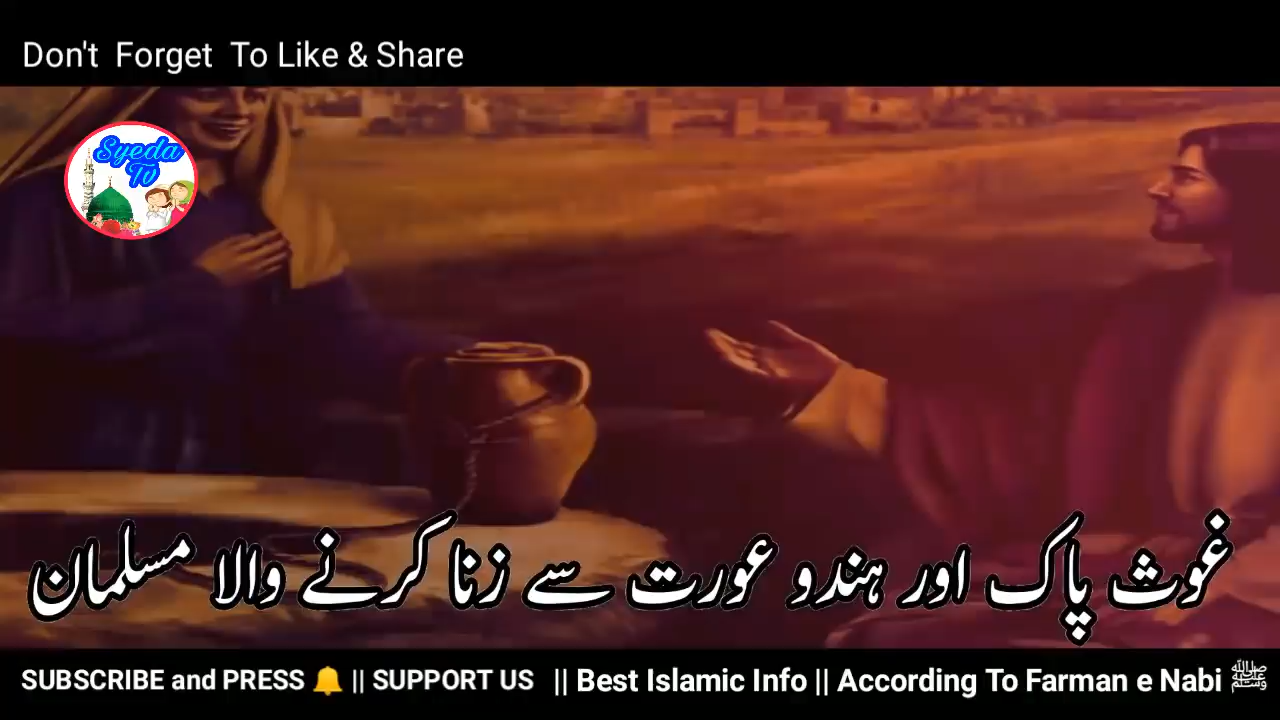 Don't Forget To Like & Share
Syeda
Tv
غوث پاک اور ہندو عورت سے زنا کرنے والا مسلمان
SUBSCRIBE and PRESS 🔔 || SUPPORT US || Best Islamic Info || According To Farman e Nabi ﷺ